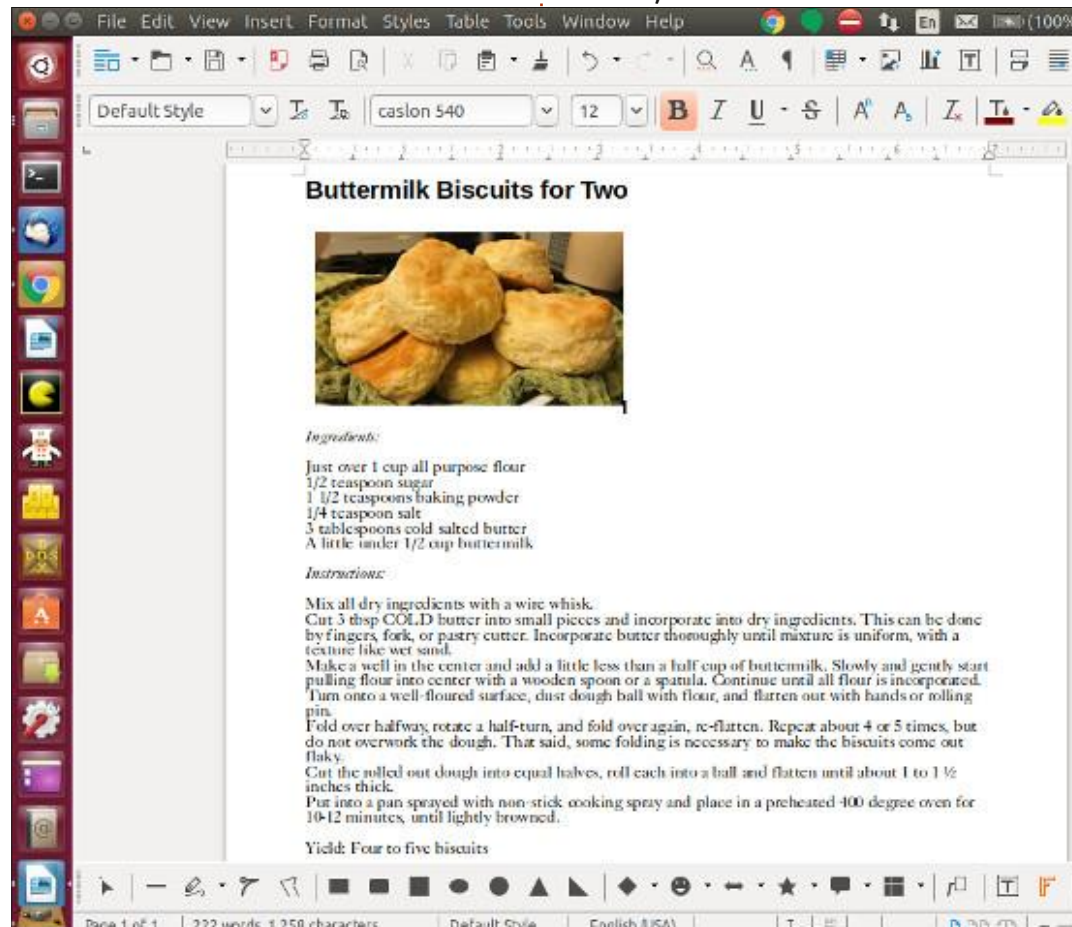 File Edit View Insert Format Styles Table Tools Window Help En (100%
Default Style caslon 540 12 B I U S
1 1 2 3 4 5 6 7
Buttermilk Biscuits for Two
Ingredients:
Just over 1 cup all purpose flour
1/2 teaspoon sugar
1 1/2 teaspoons baking powder
1/4 teaspoon salt
3 tablespoons cold salted butter
A little under 1/2 cup buttermilk
Instructions:
Mix all dry ingredients with a wire whisk.
Cut 3 tbsp COLD butter into small pieces and incorporate into dry ingredients. This can be done
by fingers, fork, or pastry cutter. Incorporate butter thoroughly until mixture is uniform, with a
texture like wet sand.
Make a well in the center and add a little less than a half cup of buttermilk. Slowly and gently start
pulling flour into center with a wooden spoon or a spatula. Continue until all flour is incorporated.
Turn onto a well-floured surface, dust dough ball with flour, and flatten out with hands or rolling
pin.
Fold over halfway, rotate a half-turn, and fold over again, re-flatten. Repeat about 4 or 5 times, but
do not overwork the dough. That said, some folding is necessary to make the biscuits come out
flaky.
Cut the rolled out dough into equal halves, roll each into a ball and flatten until about 1 to 1 ½
inches thick.
Put into a pan sprayed with non-stick cooking spray and place in a preheated 400 degree oven for
10-12 minutes, until lightly browned.
Yield: Four to five biscuits
Page 1 of 1 222 words, 1,258 characters Default Style English (USA)